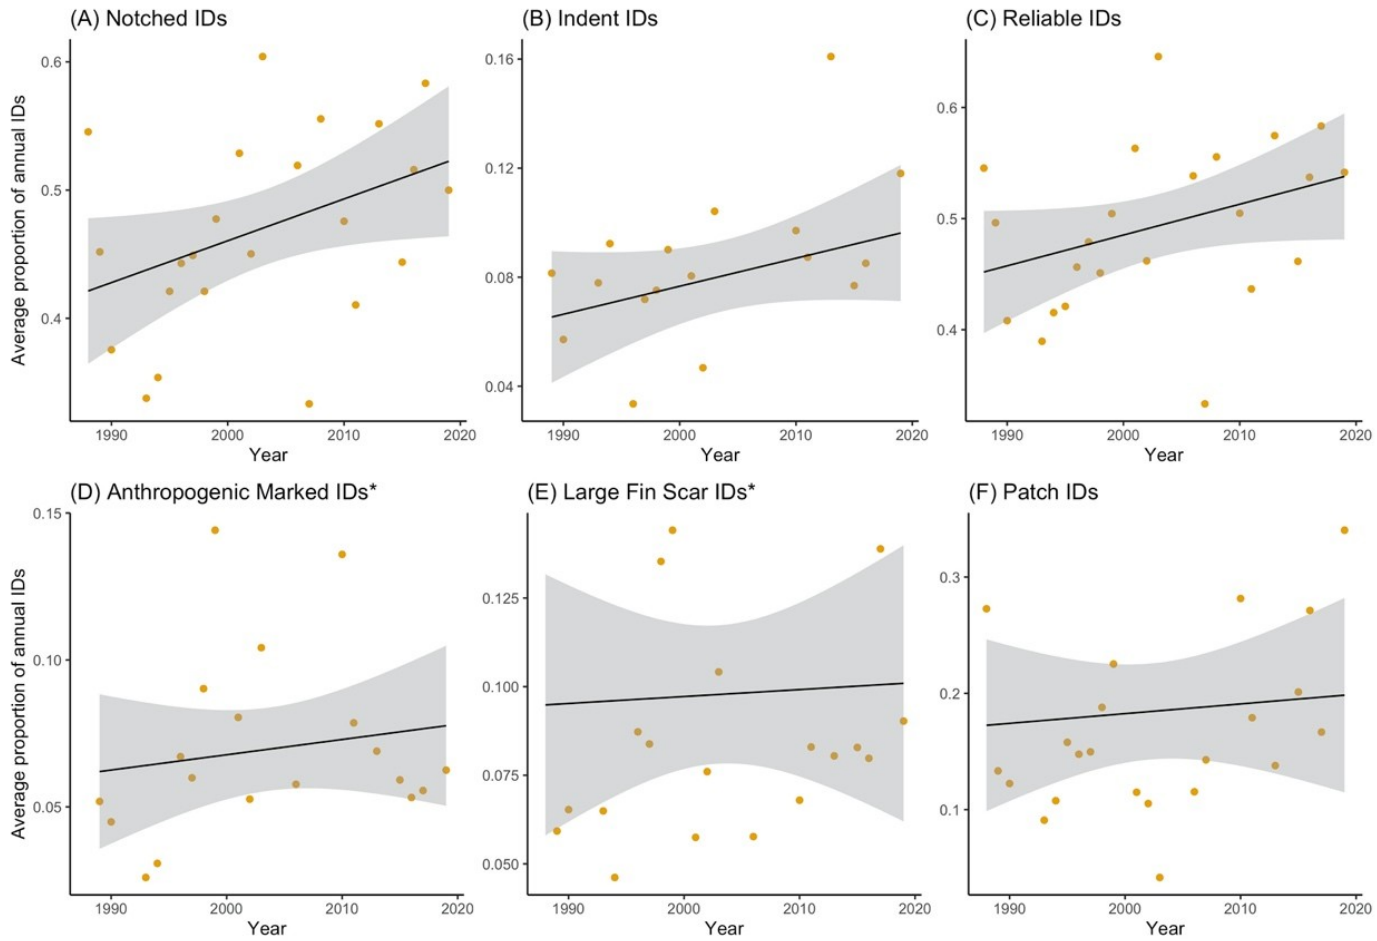 (A) Notched IDs
(B) Indent IDs
(C) Reliable IDs
Average proportion of annual IDs
0.6
0.5
0.4
1990 2000 2010 2020
Year
0.16
0.12
0.08
0.04
1990 2000 2010 2020
Year
0.6
0.5
0.4
1990 2000 2010 2020
Year
(D) Anthropogenic Marked IDs*
(E) Large Fin Scar IDs*
(F) Patch IDs
Average proportion of annual IDs
0.15
0.10
0.05
1990 2000 2010 2020
Year
0.125
0.100
0.075
0.050
1990 2000 2010 2020
Year
0.3
0.2
0.1
1990 2000 2010 2020
Year